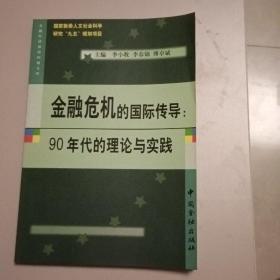 国家教委人文社会科学
研究“九五”规划项目
主编 李小牧 李春锦 傅卓斌
金融危机的国际传导：
90年代的理论与实践
中国金融出版社